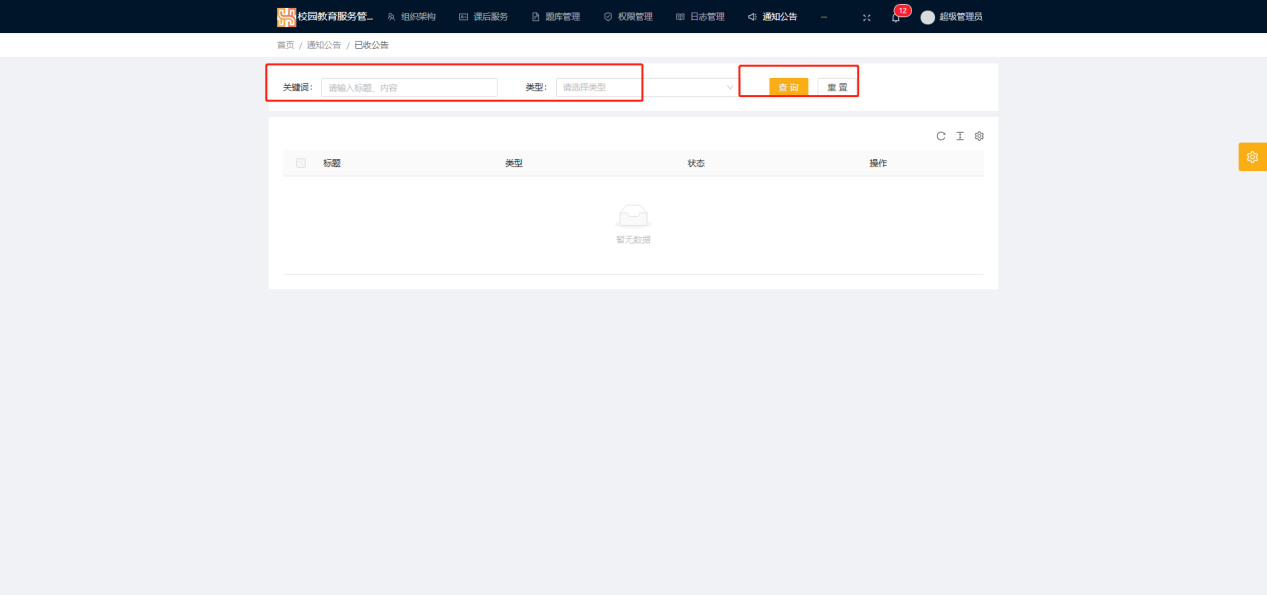 校园教育服务管... 组织架构 课后服务 题库管理 权限管理 日志管理 通知公告 12 超级管理员
首页 / 通知公告 / 已收公告
关键词: 请输入标题、内容 类型: 请选择类型 查 询 重 置
标题 类型 状态 操作
暂无数据